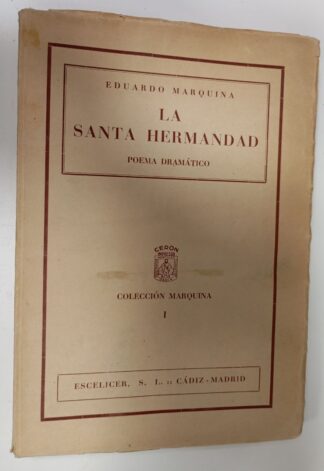 EDUARDO MARQUINA
LA
SANTA HERMANDAD
POEMA DRAMÁTICO
CERON
COLECCIÓN MARQUINA
I
ESCELICER, S. L. :: CÁDIZ - MADRID